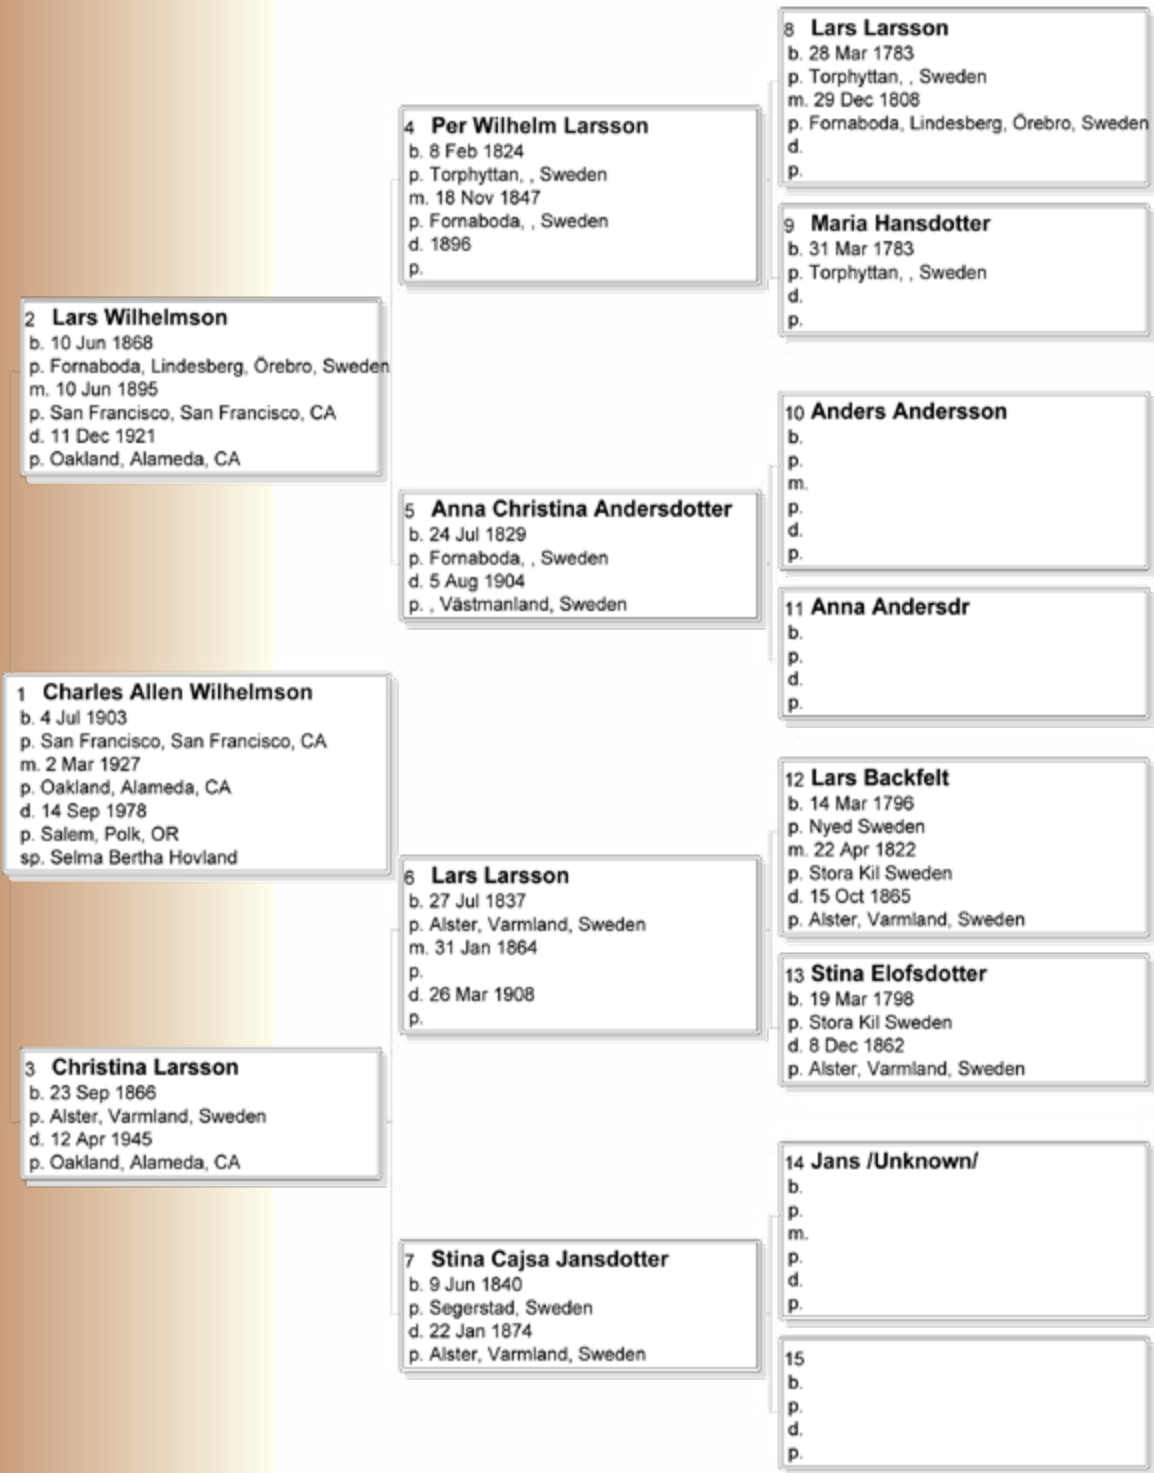 8 Lars Larsson
b. 28 Mar 1783
p. Torphyttan, , Sweden
m. 29 Dec 1808
p. Fornaboda, Lindesberg, Örebro, Sweden
d.
p.
4 Per Wilhelm Larsson
b. 8 Feb 1824
p. Torphyttan, , Sweden
m. 18 Nov 1847
p. Fornaboda, , Sweden
d. 1896
p.
9 Maria Hansdotter
b. 31 Mar 1783
p. Torphyttan, , Sweden
d.
p.
2 Lars Wilhelmson
b. 10 Jun 1868
p. Fornaboda, Lindesberg, Örebro, Sweden
m. 10 Jun 1895
p. San Francisco, San Francisco, CA
d. 11 Dec 1921
p. Oakland, Alameda, CA
10 Anders Andersson
b.
p.
m.
p.
d.
p.
5 Anna Christina Andersdotter
b. 24 Jul 1829
p. Fornaboda, , Sweden
d. 5 Aug 1904
p. , Västmanland, Sweden
11 Anna Andersdr
b.
p.
d.
p.
1 Charles Allen Wilhelmson
b. 4 Jul 1903
p. San Francisco, San Francisco, CA
m. 2 Mar 1927
p. Oakland, Alameda, CA
d. 14 Sep 1978
p. Salem, Polk, OR
sp. Selma Bertha Hovland
12 Lars Backfelt
b. 14 Mar 1796
p. Nyed Sweden
m. 22 Apr 1822
p. Stora Kil Sweden
d. 15 Oct 1865
p. Alster, Varmland, Sweden
6 Lars Larsson
b. 27 Jul 1837
p. Alster, Varmland, Sweden
m. 31 Jan 1864
p.
d. 26 Mar 1908
p.
13 Stina Elofsdotter
b. 19 Mar 1798
p. Stora Kil Sweden
d. 8 Dec 1862
p. Alster, Varmland, Sweden
3 Christina Larsson
b. 23 Sep 1866
p. Alster, Varmland, Sweden
d. 12 Apr 1945
p. Oakland, Alameda, CA
14 Jans /Unknown/
b.
p.
m.
p.
d.
p.
7 Stina Cajsa Jansdotter
b. 9 Jun 1840
p. Segerstad, Sweden
d. 22 Jan 1874
p. Alster, Varmland, Sweden
15
b.
p.
d.
p.